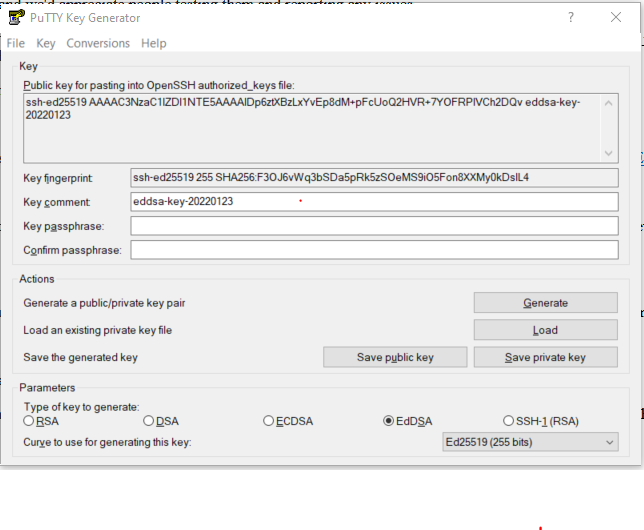 PuTTY Key Generator
File Key Conversions Help
Key
Public key for pasting into OpenSSH authorized_keys file:
ssh-ed25519 AAAAC3NzaC1lZDI1NTE5AAAAIDp6ztXBzLxYvEp8dM+pFcUoQ2HVR+7YOFRPIVCh2DQv eddsa-key-
20220123
Key fingerprint: ssh-ed25519 255 SHA256:F3OJ6vWq3bSDa5pRk5zSOeMS9iO5Fon8XXMy0kDsIL4
Key comment: eddsa-key-20220123
Key passphrase:
Confirm passphrase:
Actions
Generate a public/private key pair Generate
Load an existing private key file Load
Save the generated key Save public key Save private key
Parameters
Type of key to generate:
RSA DSA ECDSA EdDSA SSH-1 (RSA)
Curve to use for generating this key: Ed25519 (255 bits)